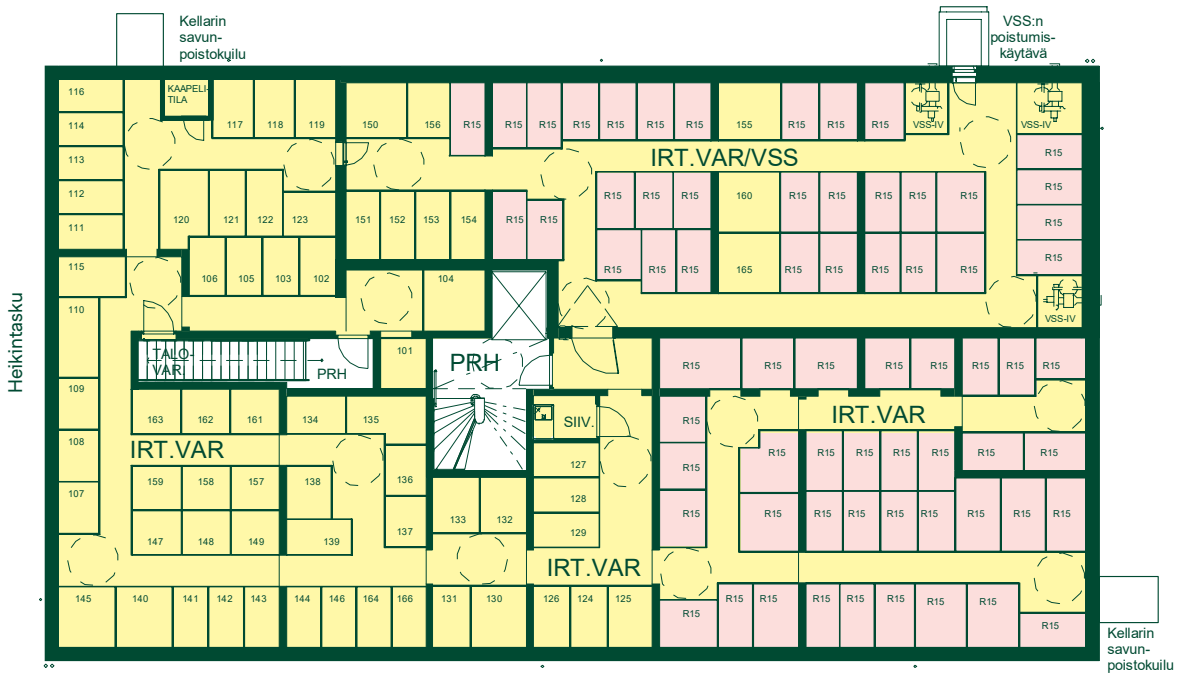 Kellarin
savun-
poistokuilu
VSS:n
poistumis-
käytävä
116
KAAPELI-
TILA
117 118 119 150 156 R15 R15 R15 R15 R15 R15 R15 155 R15 R15 R15 VSS-IV VSS-IV
114
113
112
111
IRT.VAR/VSS
R15
R15
R15
R15
120 121 122 123 151 152 153 154 R15 R15 R15 R15 R15 160 R15 R15 R15 R15 R15
106 105 103 102 104 R15 R15 R15 165 R15 R15 R15 R15 R15
115
110
VSS-IV
Heikintasku
TALO-
VAR.
PRH
101
PRH
R15 R15 R15 R15 R15 R15 R15 R15
109
108
107
163 162 161 134 135 SIIV. R15 IRT.VAR
IRT.VAR
136 127 R15 R15 R15 R15 R15 R15 R15 R15
159 158 157 138 128
147 148 149 139 137 133 132 129 R15 R15 R15 R15 R15 R15 R15 R15 R15
IRT.VAR
145 140 141 142 143 144 146 164 166 131 130 126 124 125 R15 R15 R15 R15 R15 R15 R15 R15 R15
Kellarin
savun-
poistokuilu